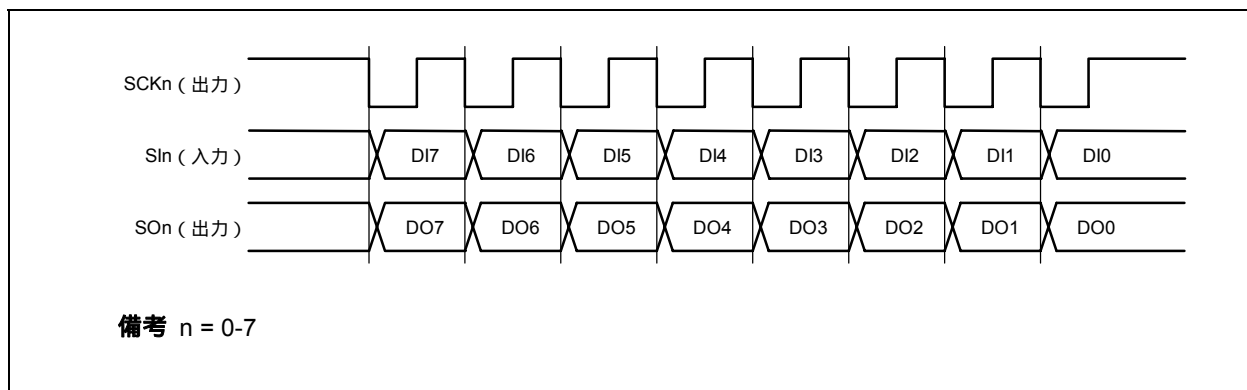 SCKn（出力）
SIn（入力） DI7 DI6 DI5 DI4 DI3 DI2 DI1 DI0
SOn（出力） DO7 DO6 DO5 DO4 DO3 DO2 DO1 DO0
備考 n = 0-7